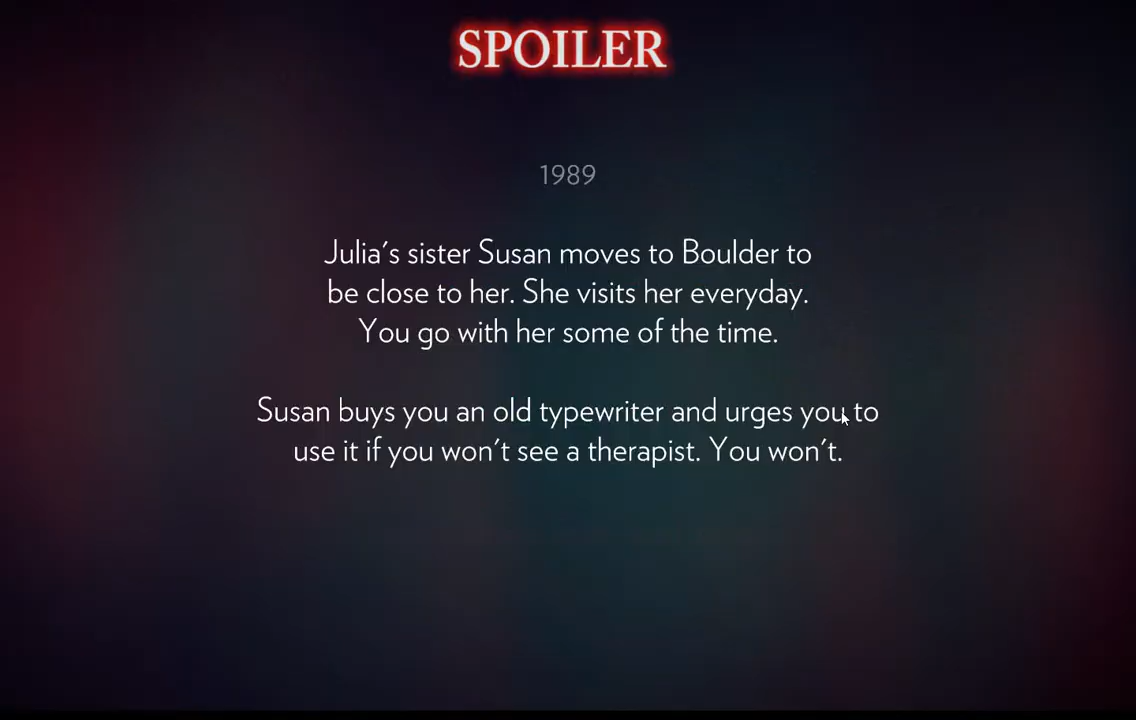 SPOILER
1989
Julia's sister Susan moves to Boulder to
be close to her. She visits her everyday.
You go with her some of the time.
Susan buys you an old typewriter and urges you to
use it if you won't see a therapist. You won't.